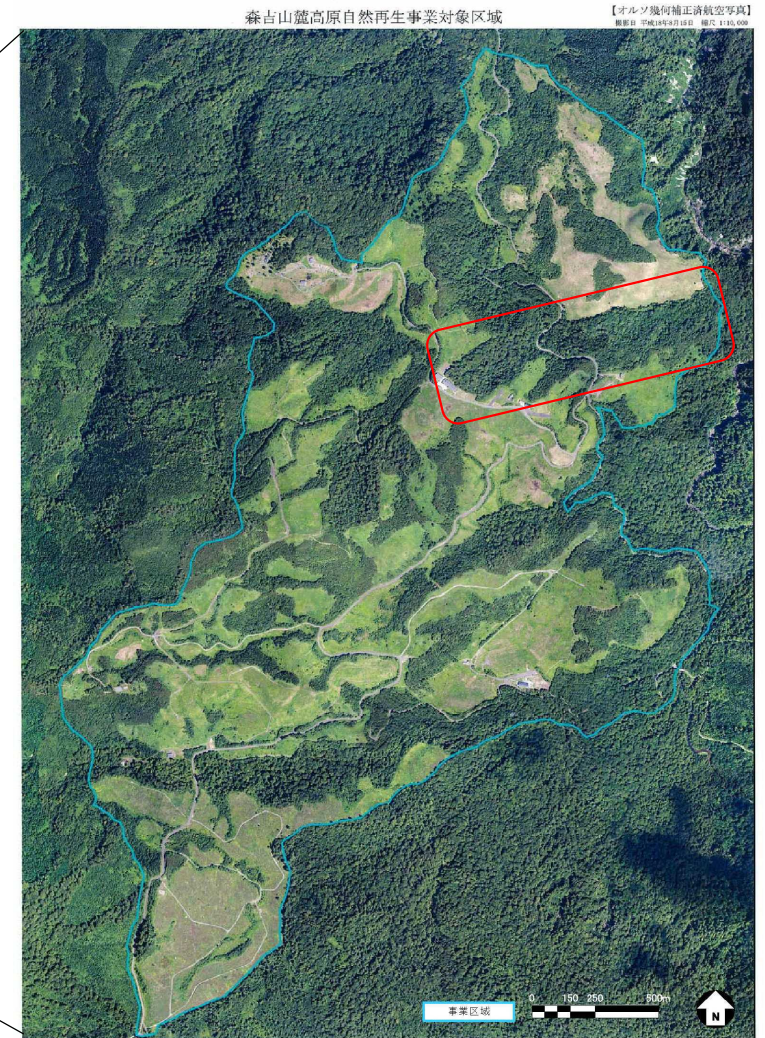 森吉山麓高原自然再生事業対象区域
【オルソ幾何補正済航空写真】
撮影日 平成18年8月15日 縮尺 1:10,000
事業区域
0 150 250 500m
N